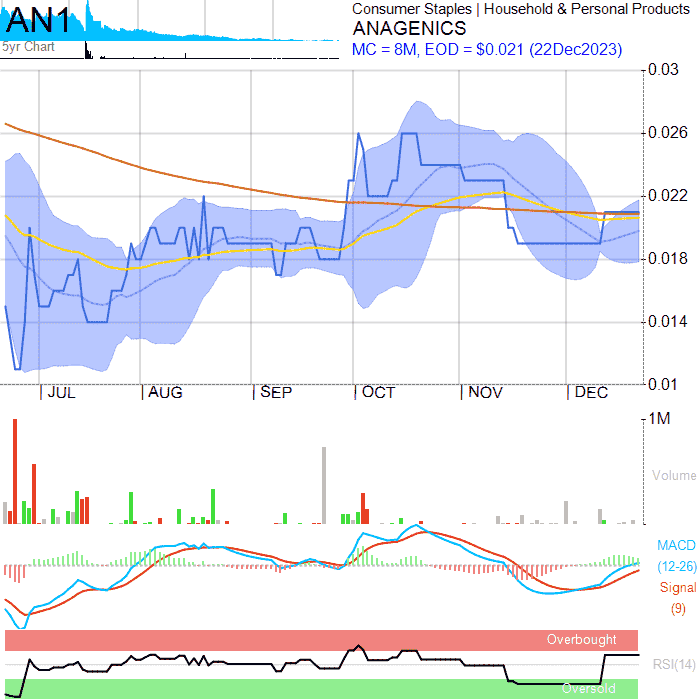 AN1
5yr Chart
Consumer Staples | Household & Personal Products
ANAGENICS
MC = 8M, EOD = $0.021 (22Dec2023)
0.03
0.026
0.022
0.018
0.014
0.01
JUL AUG SEP OCT NOV DEC
1M
Volume
MACD
(12-26)
Signal
(9)
Overbought
RSI(14)
Oversold